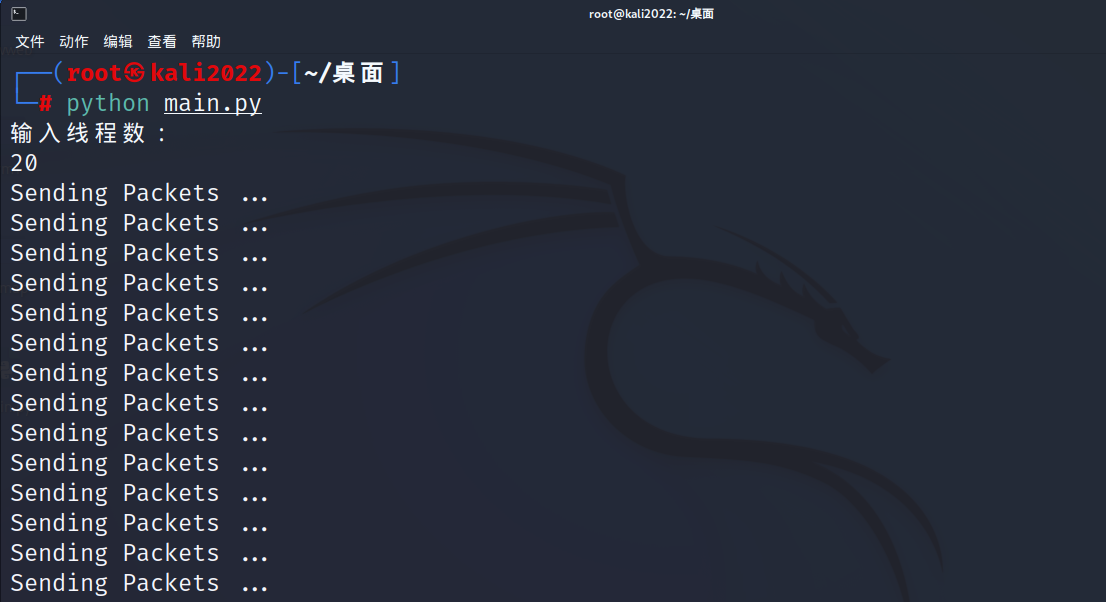 root@kali2022: ~/桌面
文件 动作 编辑 查看 帮助
┌──(root㉿kali2022)-[~/桌面]
└─# python main.py
输入线程数：
20
Sending Packets ...
Sending Packets ...
Sending Packets ...
Sending Packets ...
Sending Packets ...
Sending Packets ...
Sending Packets ...
Sending Packets ...
Sending Packets ...
Sending Packets ...
Sending Packets ...
Sending Packets ...
Sending Packets ...
Sending Packets ...